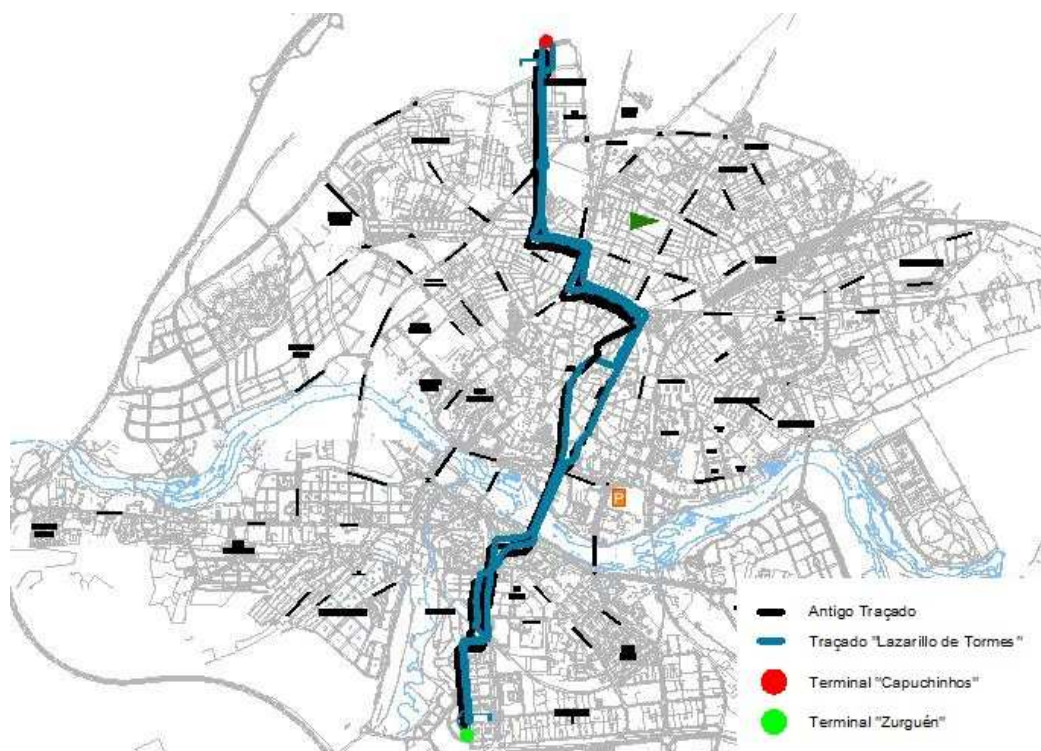 P
Antigo Traçado
Traçado "Lazarillo de Tormes"
Terminal "Capuchinhos"
Terminal "Zurguén"